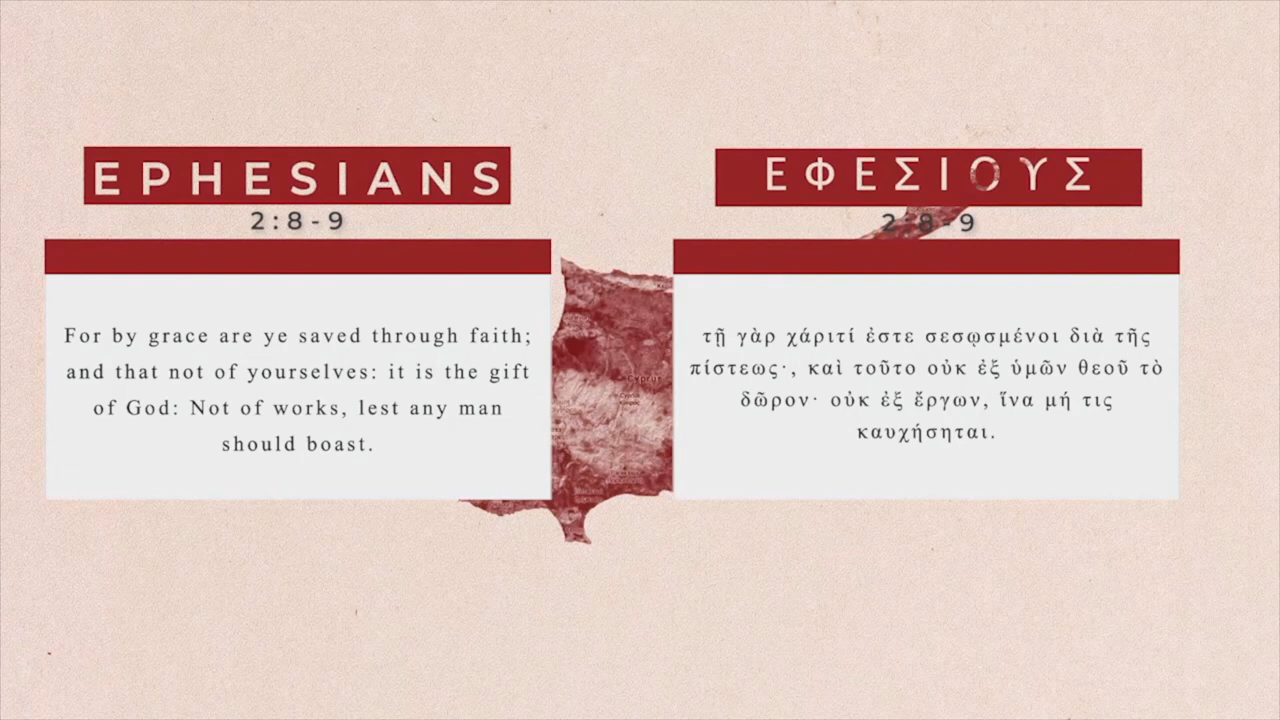 EPHESIANS
2:8-9
For by grace are ye saved through faith;
and that not of yourselves: it is the gift
of God: Not of works, lest any man
should boast.
ΕΦΕΣΙΟΥΣ
2:8-9
τῇ γὰρ χάριτί ἐστε σεσῳσμένοι διὰ τῆς
πίστεως·, καὶ τοῦτο οὐκ ἐξ ὑμῶν θεοῦ τὸ
δῶρον· οὐκ ἐξ ἔργων, ἵνα μή τις
καυχήσηται.
Cyprus